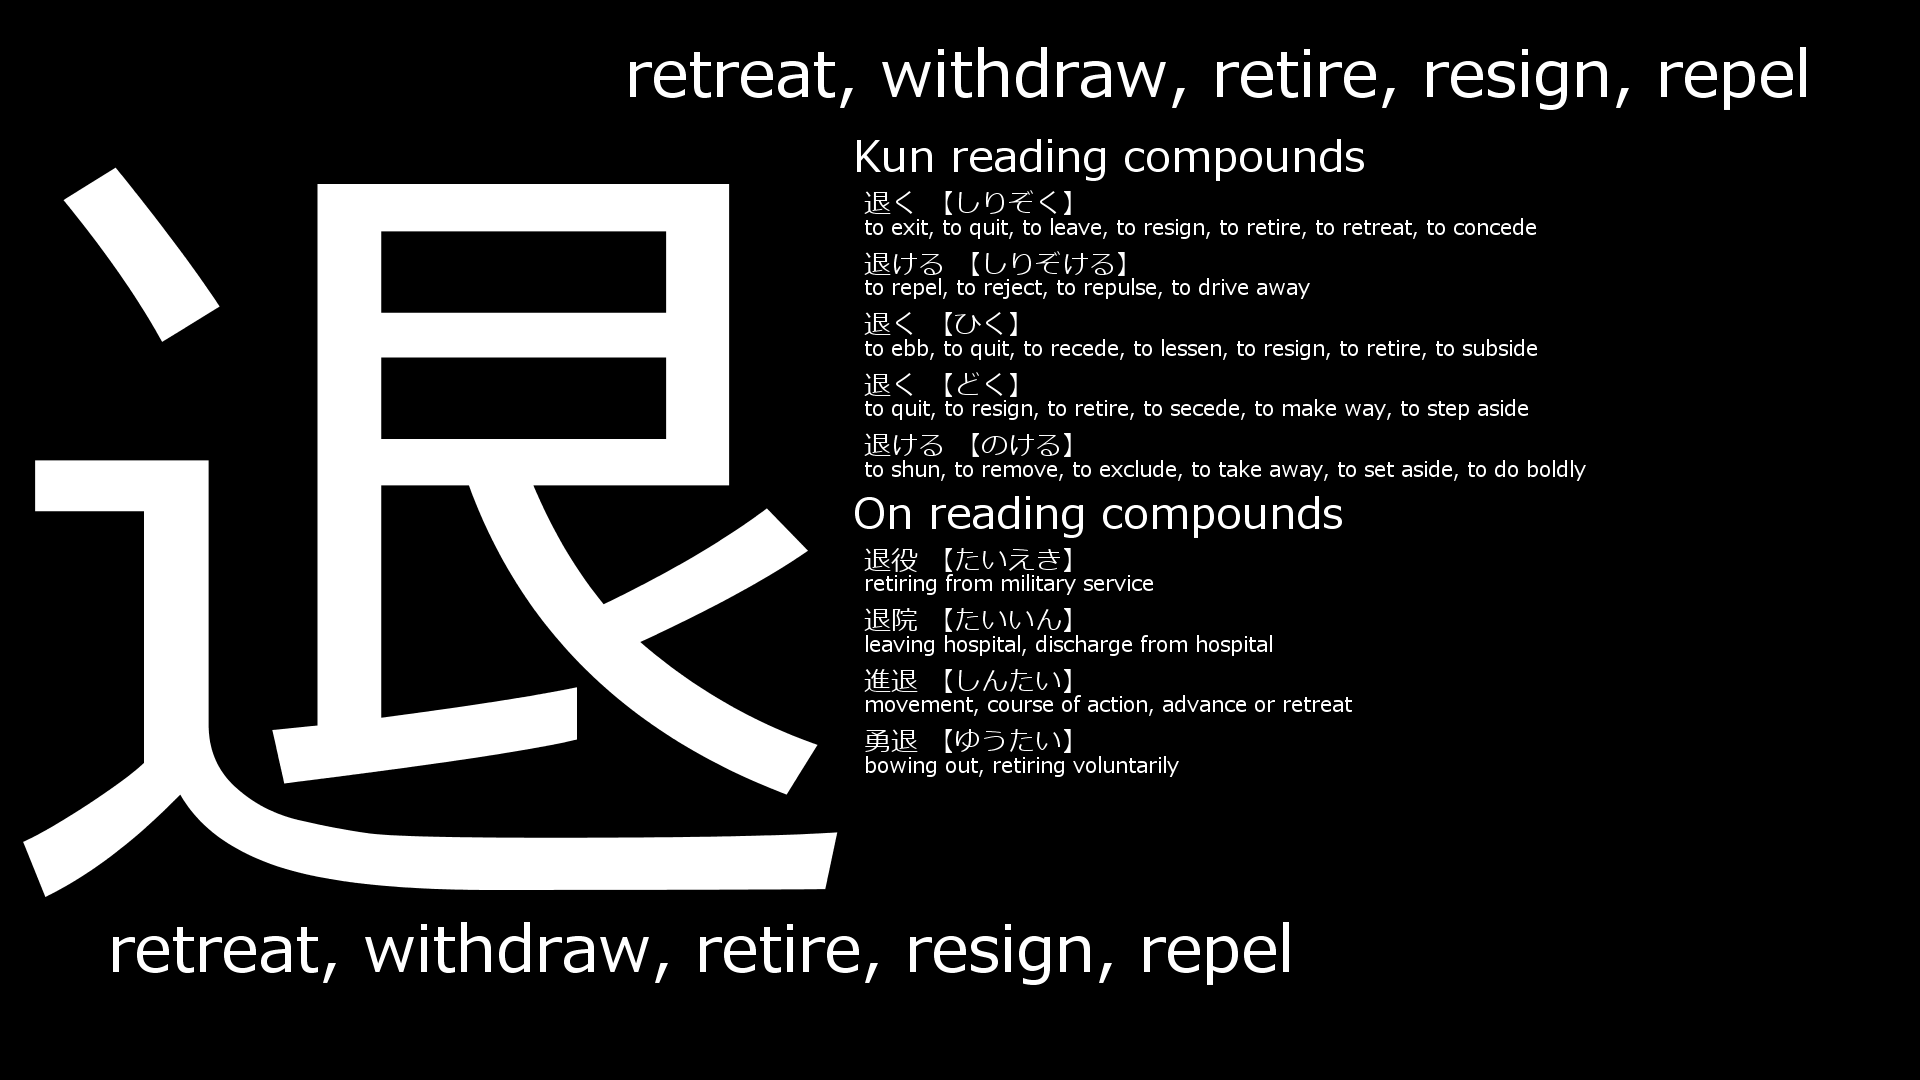 retreat, withdraw, retire, resign, repel
退
Kun reading compounds
退く 【しりぞく】
to exit, to quit, to leave, to resign, to retire, to retreat, to concede
退ける 【しりぞける】
to repel, to reject, to repulse, to drive away
退く 【ひく】
to ebb, to quit, to recede, to lessen, to resign, to retire, to subside
退く 【どく】
to quit, to resign, to retire, to secede, to make way, to step aside
退ける 【のける】
to shun, to remove, to exclude, to take away, to set aside, to do boldly
On reading compounds
退役 【たいえき】
retiring from military service
退院 【たいいん】
leaving hospital, discharge from hospital
進退 【しんたい】
movement, course of action, advance or retreat
勇退 【ゆうたい】
bowing out, retiring voluntarily
retreat, withdraw, retire, resign, repel